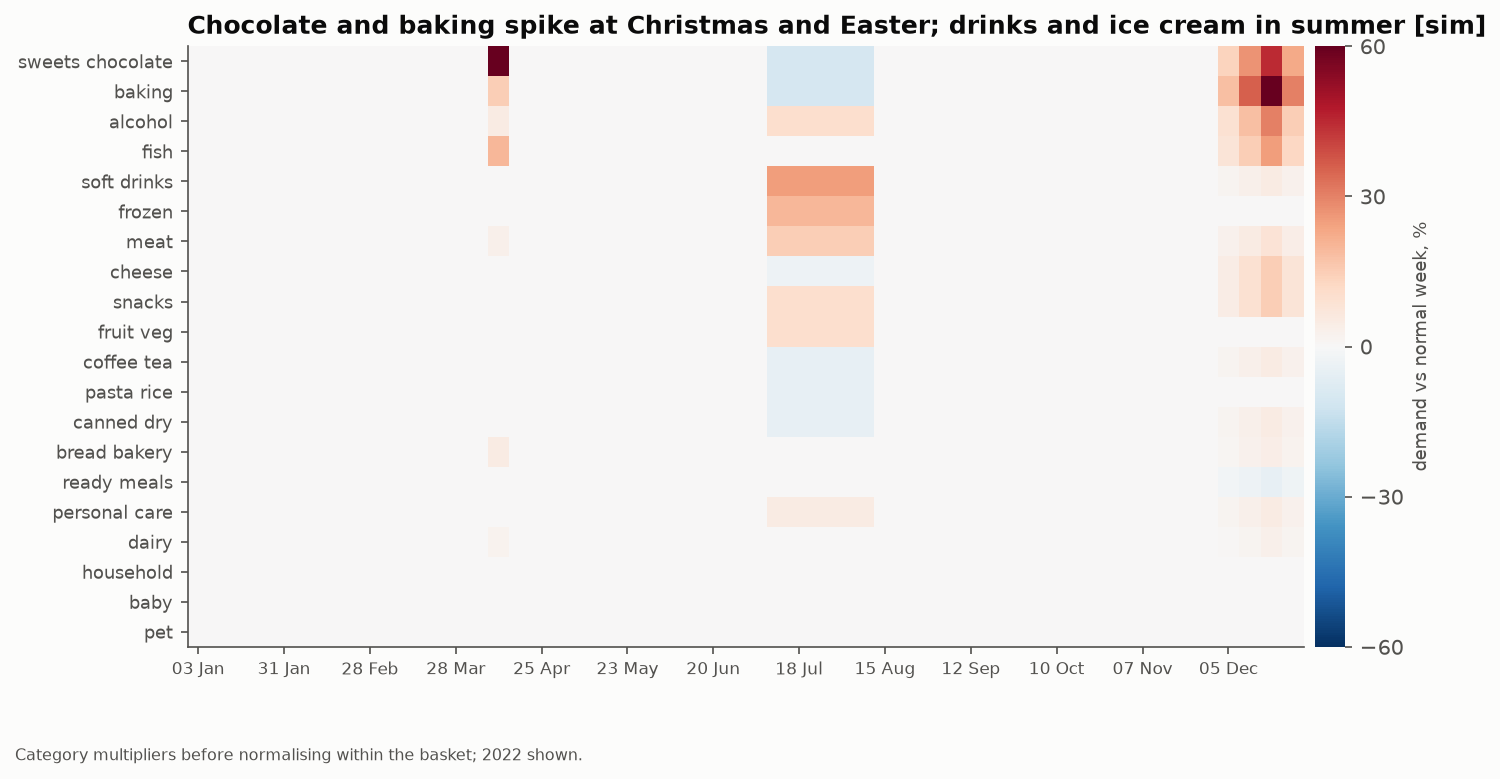 Chocolate and baking spike at Christmas and Easter; drinks and ice cream in summer [sim]
sweets chocolate
baking
alcohol
fish
soft drinks
frozen
meat
cheese
snacks
fruit veg
coffee tea
pasta rice
canned dry
bread bakery
ready meals
personal care
dairy
household
baby
pet
03 Jan
31 Jan
28 Feb
28 Mar
25 Apr
23 May
20 Jun
18 Jul
15 Aug
12 Sep
10 Oct
07 Nov
05 Dec
60
30
0
−30
−60
demand vs normal week, %
Category multipliers before normalising within the basket; 2022 shown.